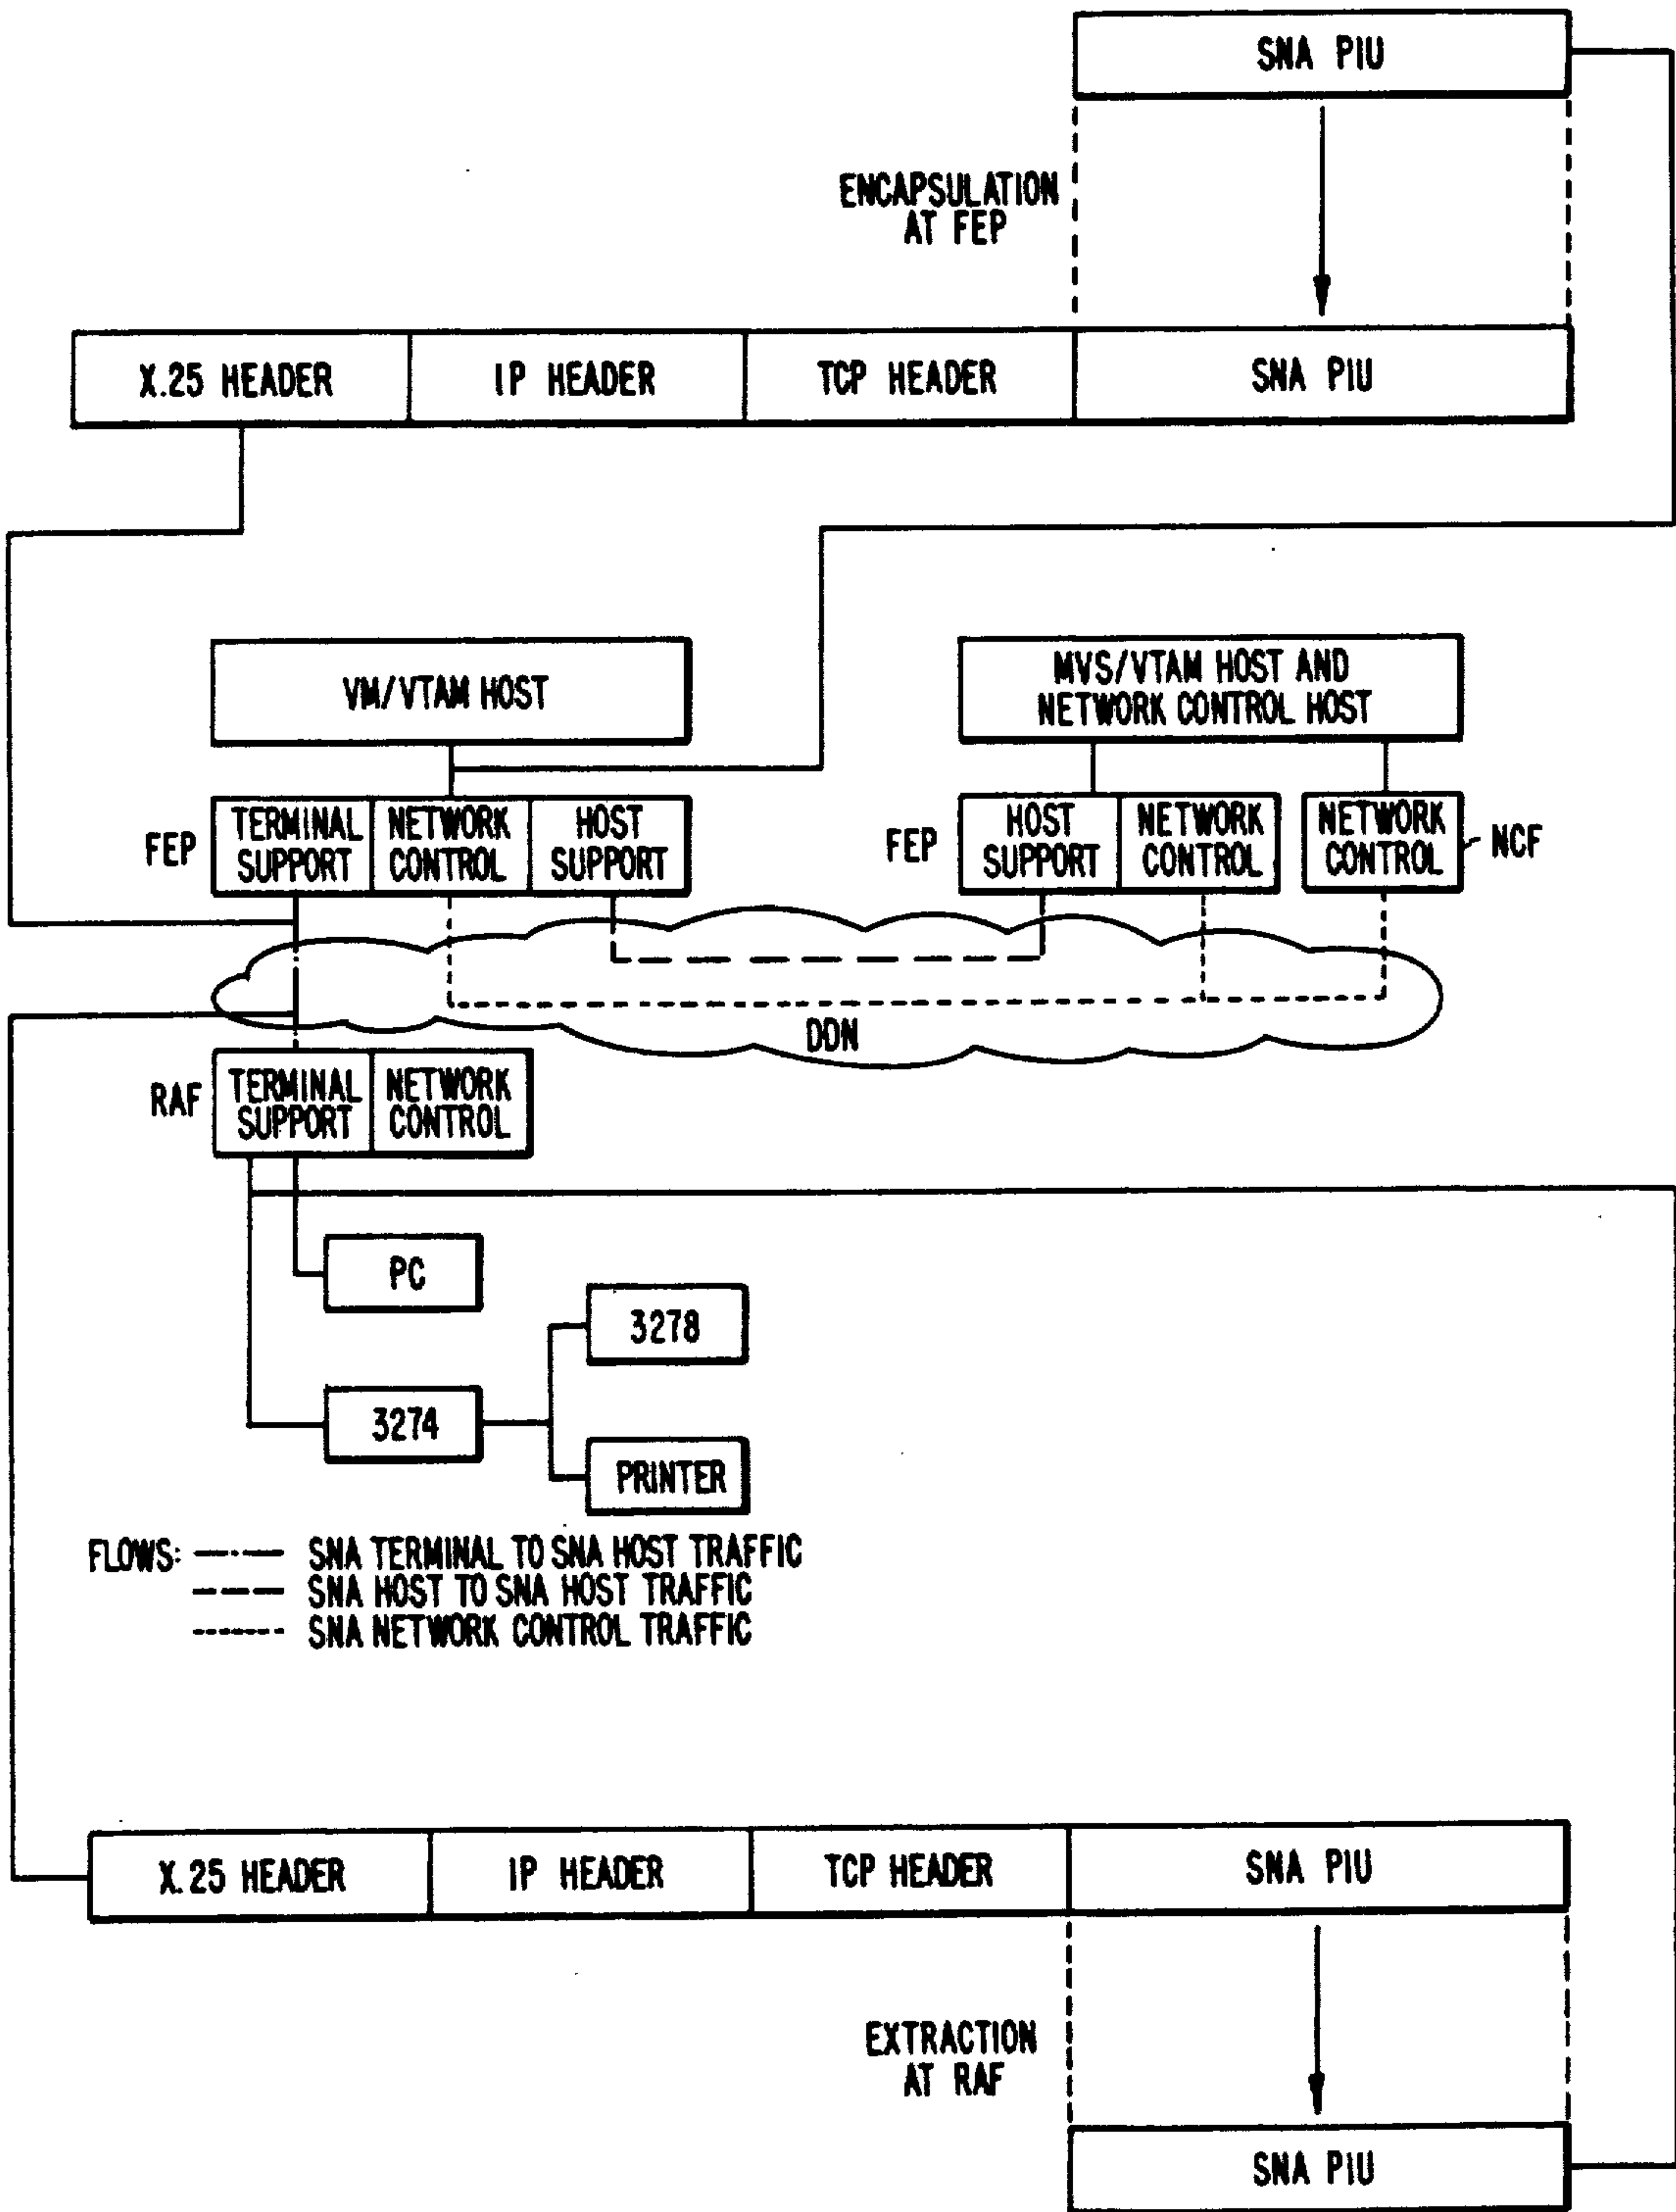 SNA PIU
ENCAPSULATION
AT FEP
X.25 HEADER
IP HEADER
TCP HEADER
SNA PIU
VM/VTAM HOST
MVS/VTAM HOST AND
NETWORK CONTROL HOST
FEP
TERMINAL
SUPPORT
NETWORK
CONTROL
HOST
SUPPORT
FEP
HOST
SUPPORT
NETWORK
CONTROL
NETWORK
CONTROL
NCF
DDN
RAF
TERMINAL
SUPPORT
NETWORK
CONTROL
PC
3278
3274
PRINTER
FLOWS: SNA TERMINAL TO SNA HOST TRAFFIC
SNA HOST TO SNA HOST TRAFFIC
SNA NETWORK CONTROL TRAFFIC
X.25 HEADER
IP HEADER
TCP HEADER
SNA PIU
EXTRACTION
AT RAF
SNA PIU